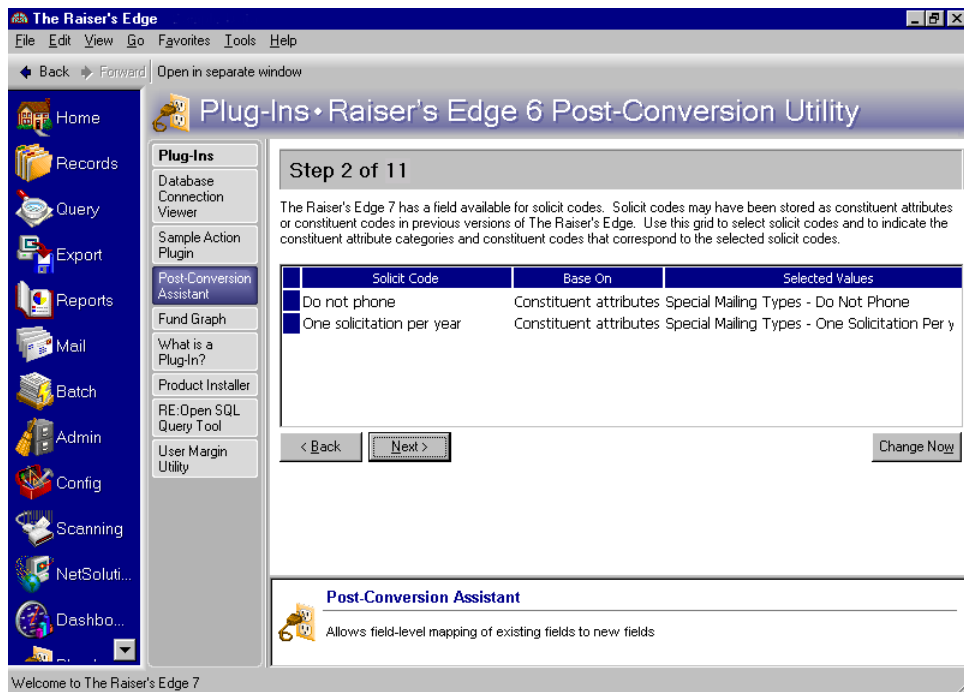 The Raiser's Edge
File Edit View Go Favorites Tools Help
Back Forward Open in separate window
Home
Records
Query
Export
Reports
Mail
Batch
Admin
Config
Scanning
NetSoluti...
Dashbo...
Plug-Ins • Raiser's Edge 6 Post-Conversion Utility
Plug-Ins
Database
Connection
Viewer
Sample Action
Plugin
Post-Conversion
Assistant
Fund Graph
What is a
Plug-In?
Product Installer
RE:Open SQL
Query Tool
User Margin
Utility
Step 2 of 11
The Raiser's Edge 7 has a field available for solicit codes. Solicit codes may have been stored as constituent attributes
or constituent codes in previous versions of The Raiser's Edge. Use this grid to select solicit codes and to indicate the
constituent attribute categories and constituent codes that correspond to the selected solicit codes.
Solicit Code Base On Selected Values
Do not phone Constituent attributes Special Mailing Types - Do Not Phone
One solicitation per year Constituent attributes Special Mailing Types - One Solicitation Per y
< Back Next > Change Now
Post-Conversion Assistant
Allows field-level mapping of existing fields to new fields
Welcome to The Raiser's Edge 7